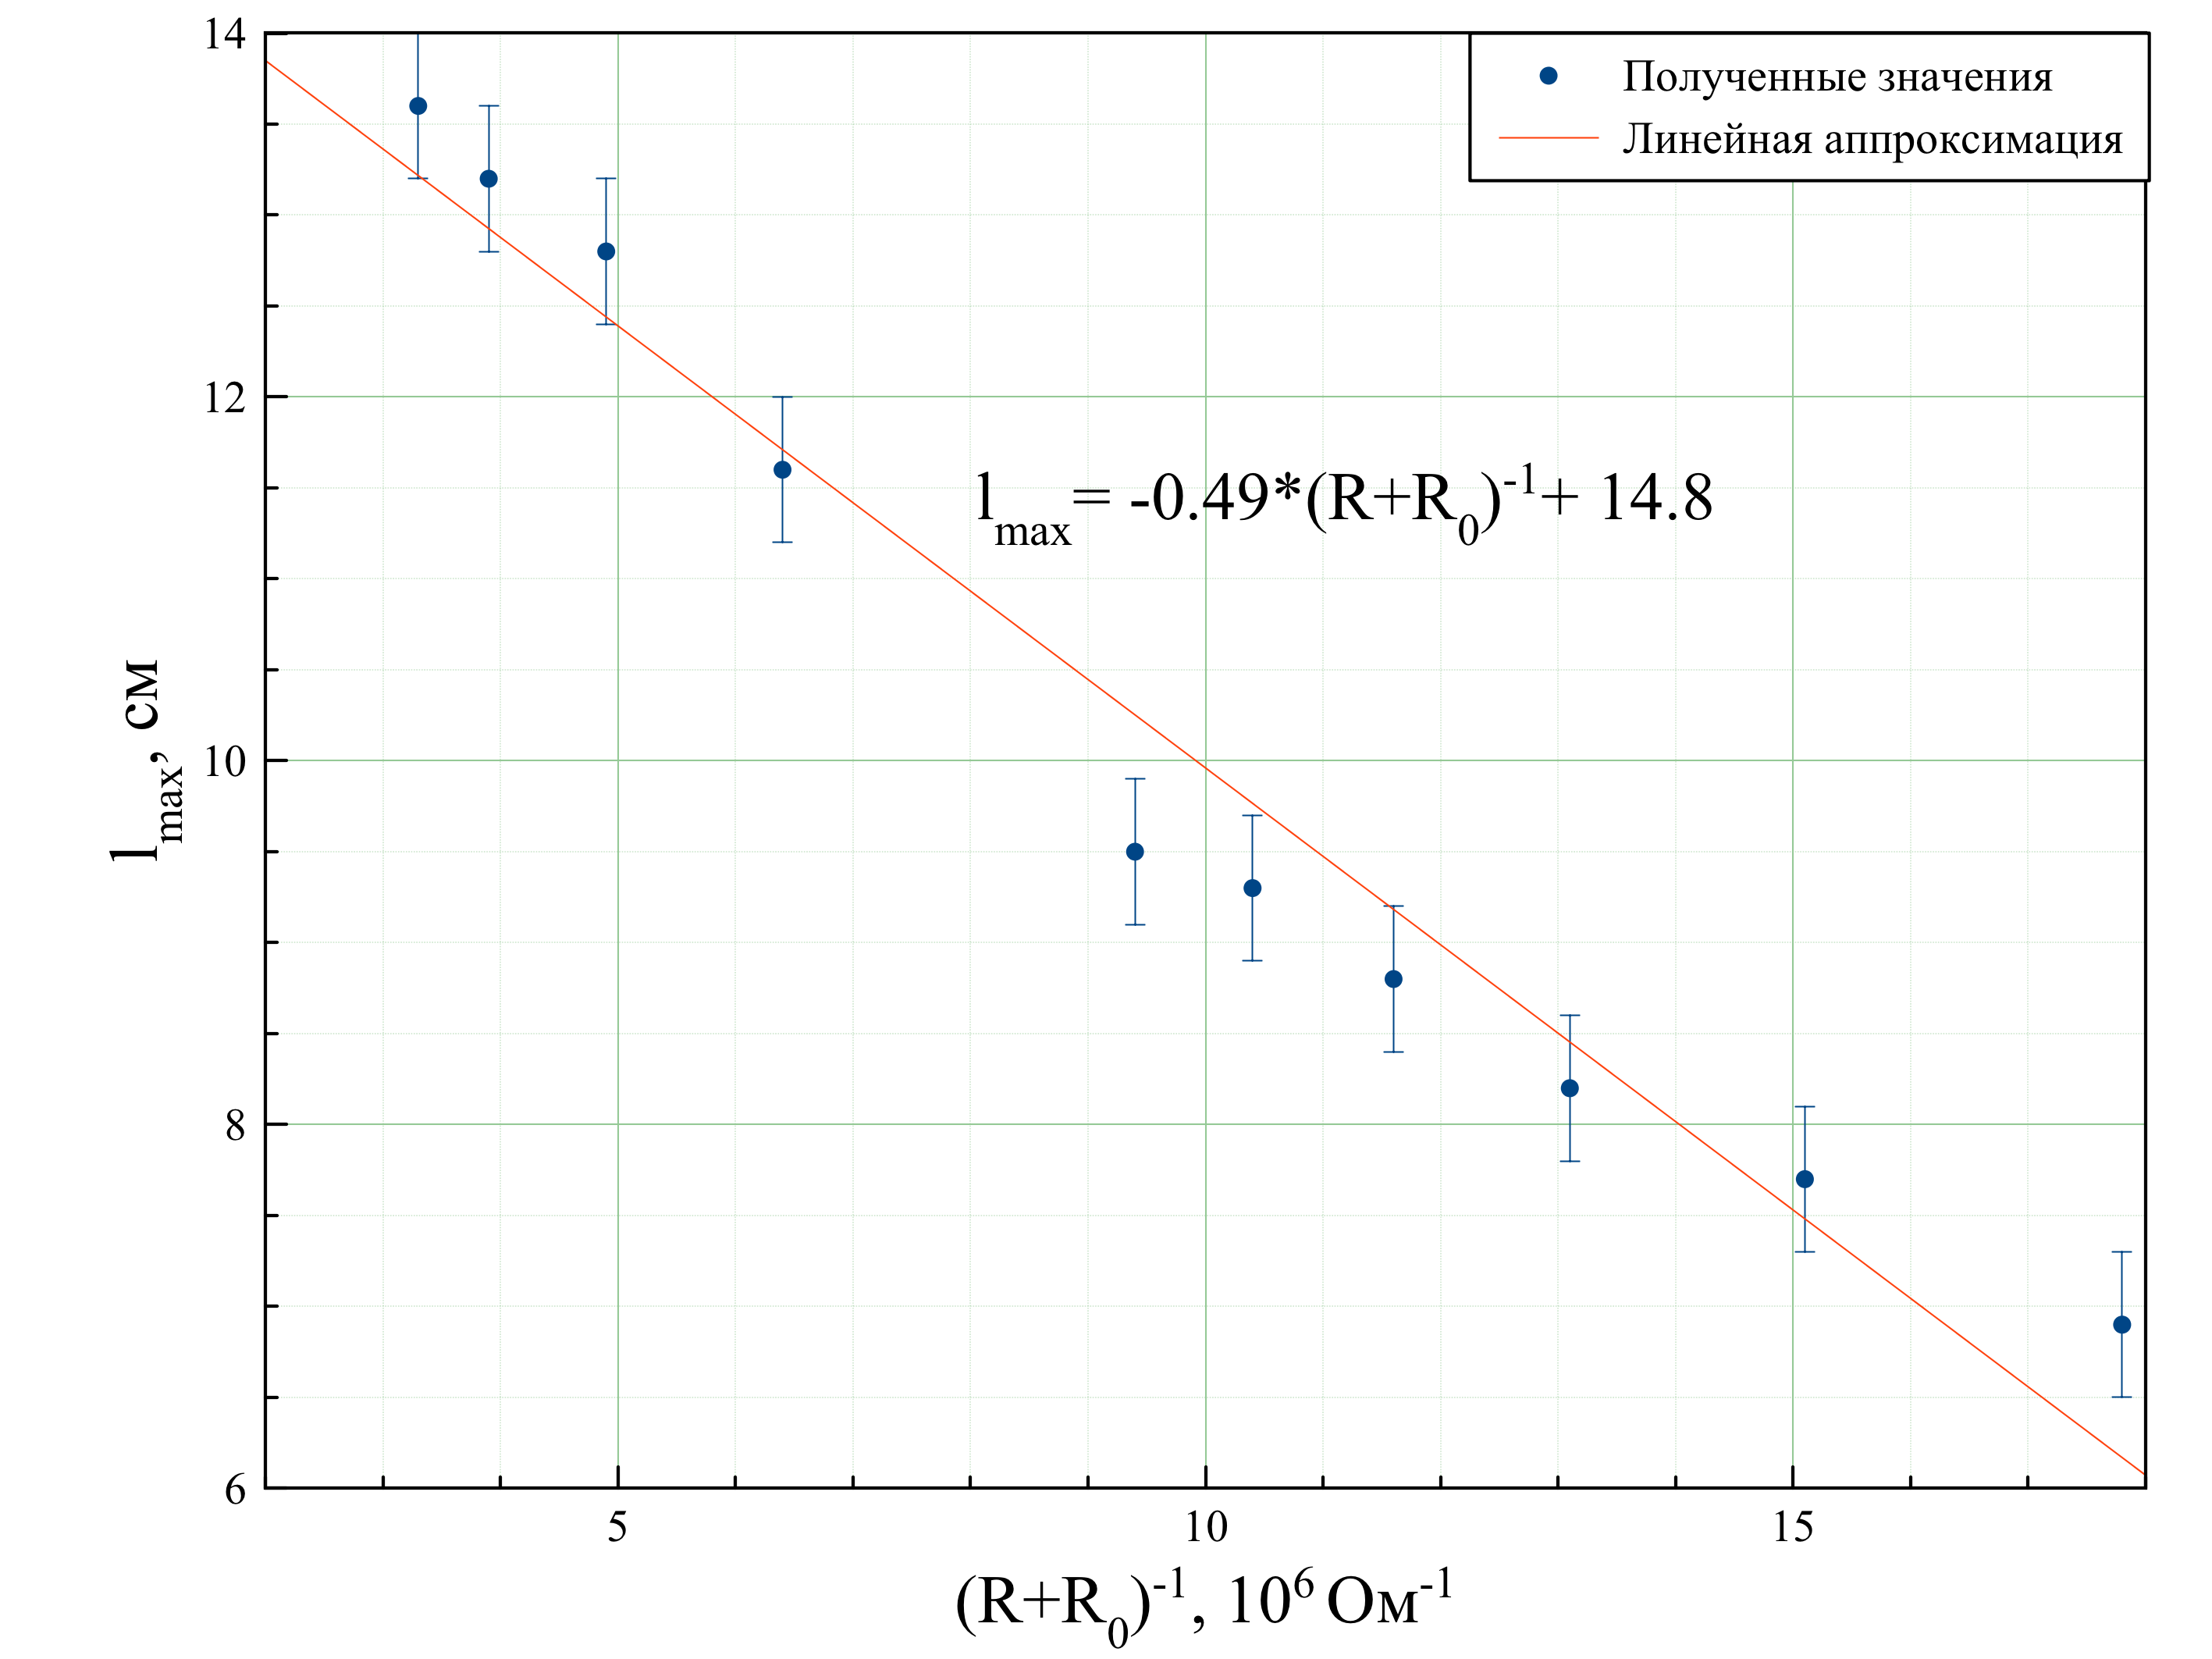 14
12
10
8
6
l_max, см
Полученные значения
Линейная аппроксимация
l_max = -0.49*(R+R_0)^-1 + 14.8
5
10
15
(R+R_0)^-1, 10^6 Ом^-1